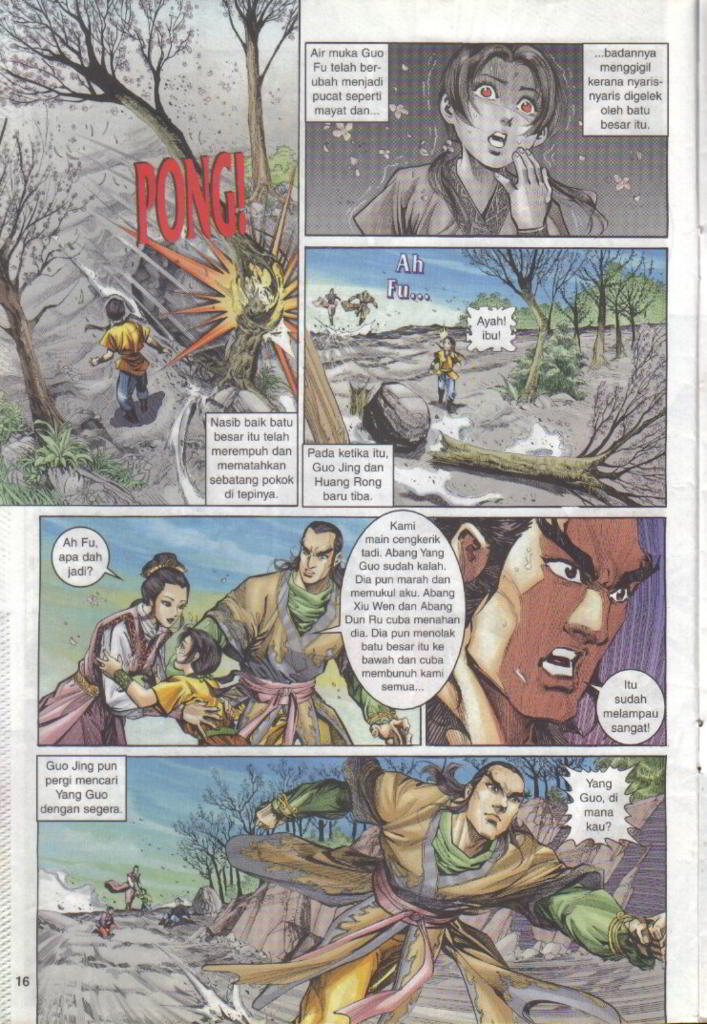 PONG!
Nasib baik batu
besar itu telah
merempuh dan
mematahkan
sebatang pokok
di tepinya.
Air muka Guo
Fu telah ber-
ubah menjadi
pucat seperti
mayat dan...
...badannya
menggigil
kerana nyaris-
nyaris digelek
oleh batu
besar itu.
Ah
Fu...
Ayah!
ibu!
Pada ketika itu,
Guo Jing dan
Huang Rong
baru tiba.
Ah Fu,
apa dah
jadi?
Kami
main cengkerik
tadi. Abang Yang
Guo sudah kalah.
Dia pun marah dan
memukul aku. Abang
Xiu Wen dan Abang
Dun Ru cuba menahan
dia. Dia pun menolak
batu besar itu ke
bawah dan cuba
membunuh kami
semua...
Itu
sudah
melampau
sangat!
Guo Jing pun
pergi mencari
Yang Guo
dengan segera.
Yang
Guo, di
mana
kau?
16